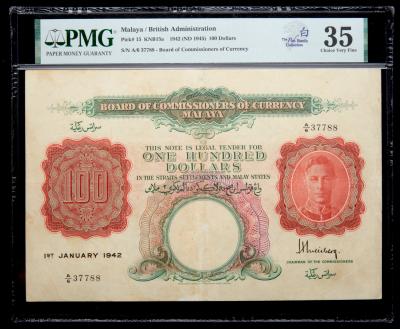 PMG
PAPER MONEY GUARANTY
Malaya / British Administration
Pick# 15 KNB15a 1942 (ND 1945) 100 Dollars
S/N A/6 37788 - Board of Commissioners of Currency
白
Collection
35
Choice Very Fine
BOARD OF COMMISSIONERS OF CURRENCY
MALAYA
A/6 37788
THIS NOTE IS LEGAL TENDER FOR
ONE HUNDRED
DOLLARS
IN THE STRAITS SETTLEMENTS AND MALAY STATES
100
1ST JANUARY 1942
A/6 37788
CHAIRMAN OF THE COMMISSIONERS